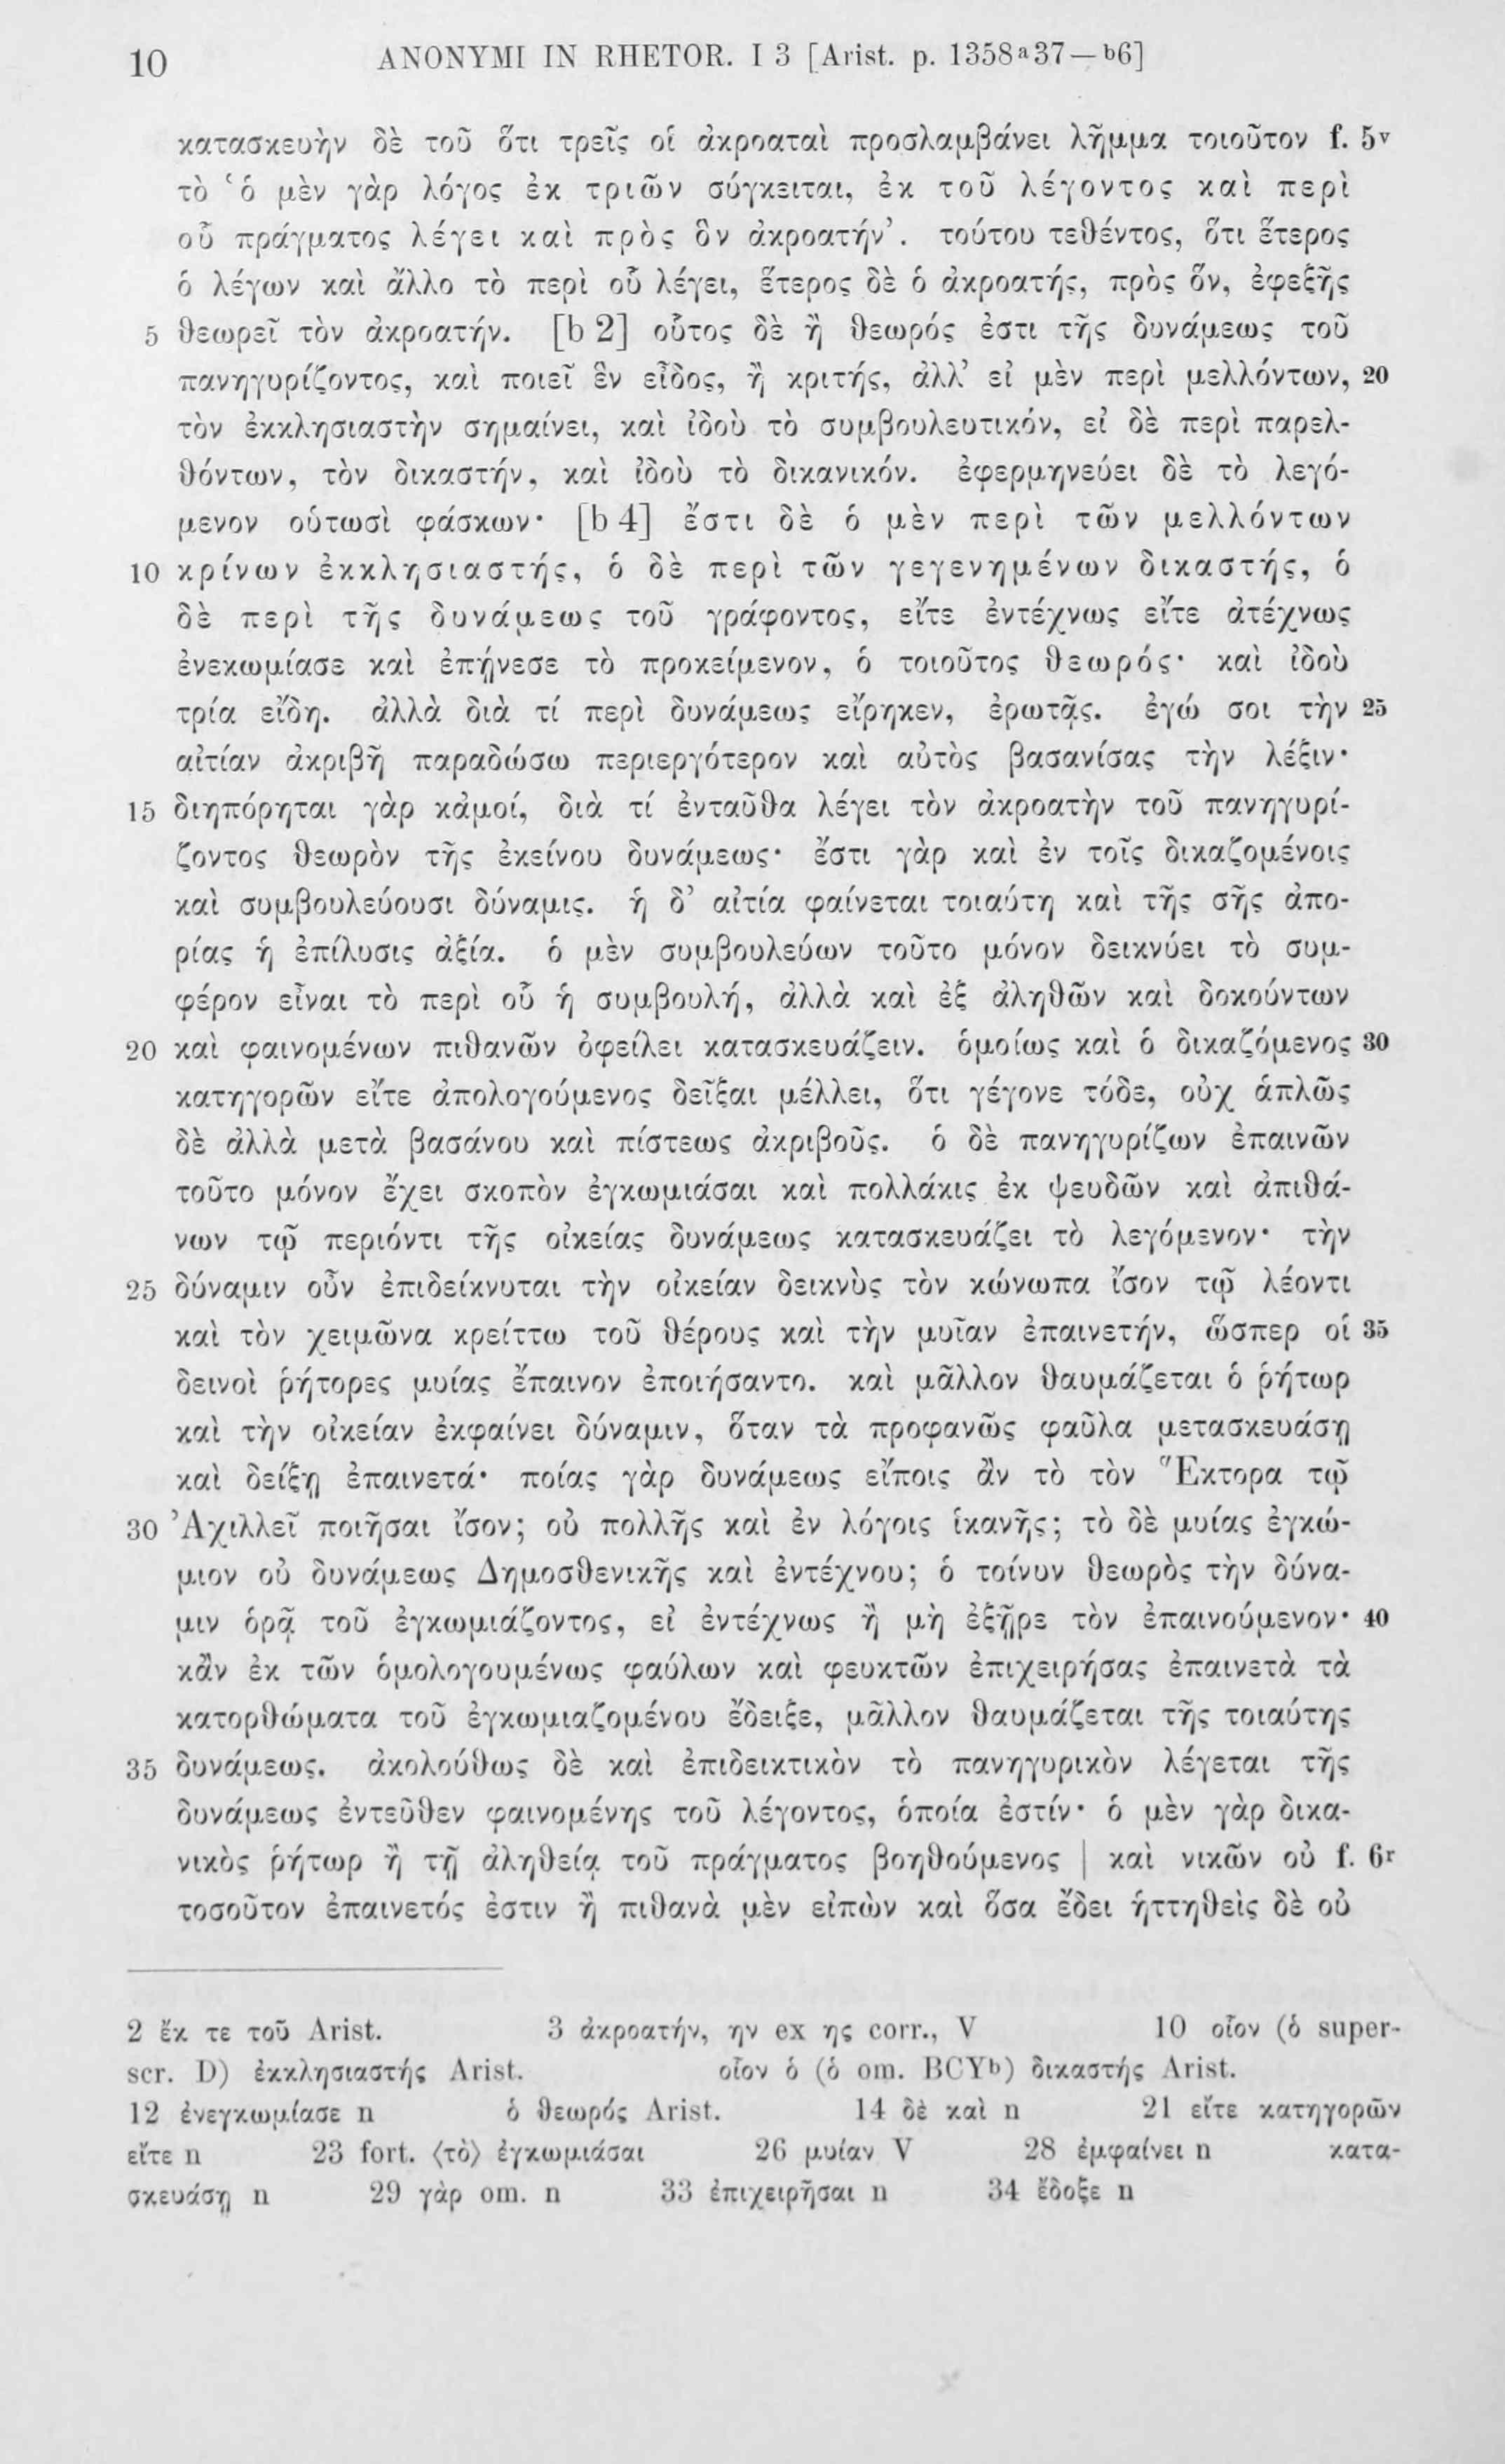 10 ANONYMI IN RHETOR. I 3 [Arist. p. 1358ᵃ37—ᵇ6]
κατασκευὴν δὲ τοῦ ὅτι τρεῖς οἱ ἀκροαταὶ προσλαμβάνει λῆμμα τοιοῦτον f. 5ᵛ
τὸ ‘ὁ μὲν γὰρ λόγος ἐκ τριῶν σύγκειται, ἐκ τοῦ λέγοντος καὶ περὶ
οὗ πράγματος λέγει καὶ πρὸς ὃν ἀκροατήν’. τούτου τεθέντος, ὅτι ἕτερος
ὁ λέγων καὶ ἄλλο τὸ περὶ οὗ λέγει, ἕτερος δὲ ὁ ἀκροατής, πρὸς ὅν, ἐφεξῆς
5 θεωρεῖ τὸν ἀκροατήν. [b 2] οὗτος δὲ ἢ θεωρός ἐστι τῆς δυνάμεως τοῦ
πανηγυρίζοντος, καὶ ποιεῖ ἓν εἶδος, ἢ κριτής, ἀλλ’ εἰ μὲν περὶ μελλόντων, 20
τὸν ἐκκλησιαστὴν σημαίνει, καὶ ἰδοὺ τὸ συμβουλευτικόν, εἰ δὲ περὶ παρελ-
θόντων, τὸν δικαστήν, καὶ ἰδοὺ τὸ δικανικόν. ἐφερμηνεύει δὲ τὸ λεγό-
μενον οὑτωσὶ φάσκων· [b 4] ἔστι δὲ ὁ μὲν περὶ τῶν μελλόντων
10 κρίνων ἐκκλησιαστής, ὁ δὲ περὶ τῶν γεγενημένων δικαστής, ὁ
δὲ περὶ τῆς δυνάμεως τοῦ γράφοντος, εἴτε ἐντέχνως εἴτε ἀτέχνως
ἐνεκωμίασε καὶ ἐπῄνεσε τὸ προκείμενον, ὁ τοιοῦτος θεωρός· καὶ ἰδοὺ
τρία εἴδη. ἀλλὰ διὰ τί περὶ δυνάμεως εἴρηκεν, ἐρωτᾷς. ἐγώ σοι τὴν 25
αἰτίαν ἀκριβῆ παραδώσω περιεργότερον καὶ αὐτὸς βασανίσας τὴν λέξιν·
15 διηπόρηται γὰρ κἀμοί, διὰ τί ἐνταῦθα λέγει τὸν ἀκροατὴν τοῦ πανηγυρί-
ζοντος θεωρὸν τῆς ἐκείνου δυνάμεως· ἔστι γὰρ καὶ ἐν τοῖς δικαζομένοις
καὶ συμβουλεύουσι δύναμις. ἡ δ’ αἰτία φαίνεται τοιαύτη καὶ τῆς σῆς ἀπο-
ρίας ἡ ἐπίλυσις ἀξία. ὁ μὲν συμβουλεύων τοῦτο μόνον δεικνύει τὸ συμ-
φέρον εἶναι τὸ περὶ οὗ ἡ συμβουλή, ἀλλὰ καὶ ἐξ ἀληθῶν καὶ δοκούντων
20 καὶ φαινομένων πιθανῶν ὀφείλει κατασκευάζειν. ὁμοίως καὶ ὁ δικαζόμενος 30
κατηγορῶν εἴτε ἀπολογούμενος δεῖξαι μέλλει, ὅτι γέγονε τόδε, οὐχ ἁπλῶς
δὲ ἀλλὰ μετὰ βασάνου καὶ πίστεως ἀκριβοῦς. ὁ δὲ πανηγυρίζων ἐπαινῶν
τοῦτο μόνον ἔχει σκοπὸν ἐγκωμιάσαι καὶ πολλάκις ἐκ ψευδῶν καὶ ἀπιθά-
νων τῷ περιόντι τῆς οἰκείας δυνάμεως κατασκευάζει τὸ λεγόμενον· τὴν
25 δύναμιν οὖν ἐπιδείκνυται τὴν οἰκείαν δεικνὺς τὸν κώνωπα ἴσον τῷ λέοντι
καὶ τὸν χειμῶνα κρείττω τοῦ θέρους καὶ τὴν μυῖαν ἐπαινετήν, ὥσπερ οἱ 35
δεινοὶ ῥήτορες μυίας ἔπαινον ἐποιήσαντο. καὶ μᾶλλον θαυμάζεται ὁ ῥήτωρ
καὶ τὴν οἰκείαν ἐκφαίνει δύναμιν, ὅταν τὰ προφανῶς φαῦλα μετασκευάσῃ
καὶ δείξῃ ἐπαινετά· ποίας γὰρ δυνάμεως εἴποις ἂν τὸ τὸν Ἕκτορα τῷ
30 Ἀχιλλεῖ ποιῆσαι ἴσον; οὐ πολλῆς καὶ ἐν λόγοις ἱκανῆς; τὸ δὲ μυίας ἐγκώ-
μιον οὐ δυνάμεως Δημοσθενικῆς καὶ ἐντέχνου; ὁ τοίνυν θεωρὸς τὴν δύνα-
μιν ὁρᾷ τοῦ ἐγκωμιάζοντος, εἰ ἐντέχνως ἢ μὴ ἐξῇρε τὸν ἐπαινούμενον· 40
κἂν ἐκ τῶν ὁμολογουμένως φαύλων καὶ φευκτῶν ἐπιχειρήσας ἐπαινετὰ τὰ
κατορθώματα τοῦ ἐγκωμιαζομένου ἔδειξε, μᾶλλον θαυμάζεται τῆς τοιαύτης
35 δυνάμεως. ἀκολούθως δὲ καὶ ἐπιδεικτικὸν τὸ πανηγυρικὸν λέγεται τῆς
δυνάμεως ἐντεῦθεν φαινομένης τοῦ λέγοντος, ὁποία ἐστίν· ὁ μὲν γὰρ δικα-
νικὸς ῥήτωρ ἢ τῇ ἀληθείᾳ τοῦ πράγματος βοηθούμενος | καὶ νικῶν οὐ f. 6ʳ
τοσοῦτον ἐπαινετός ἐστιν ἢ πιθανὰ μὲν εἰπὼν καὶ ὅσα ἔδει ἡττηθεὶς δὲ οὐ
2 ἔκ τε τοῦ Arist. 3 ἀκροατήν, ην ex ης corr., V 10 οἷον (ὁ super-
scr. D) ἐκκλησιαστής Arist. οἷον ὁ (ὁ om. BCYᵇ) δικαστής Arist.
12 ἐνεγκωμίασε n ὁ θεωρός Arist. 14 δὲ καὶ n 21 εἴτε κατηγορῶν
εἴτε n 23 fort. ⟨τὸ⟩ ἐγκωμιάσαι 26 μυίαν V 28 ἐμφαίνει n κατα-
σκευάσῃ n 29 γὰρ om. n 33 ἐπιχειρῆσαι n 34 ἔδοξε n